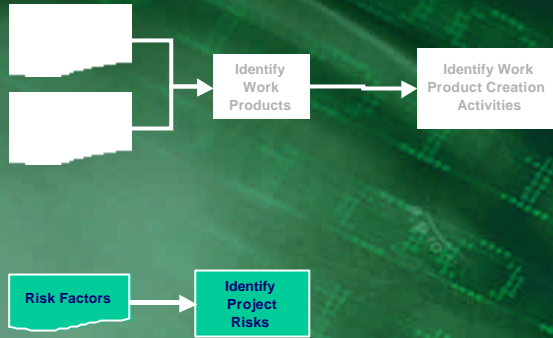 Identify
Work
Products
Identify Work
Product Creation
Activities
Risk Factors
Identify
Project
Risks